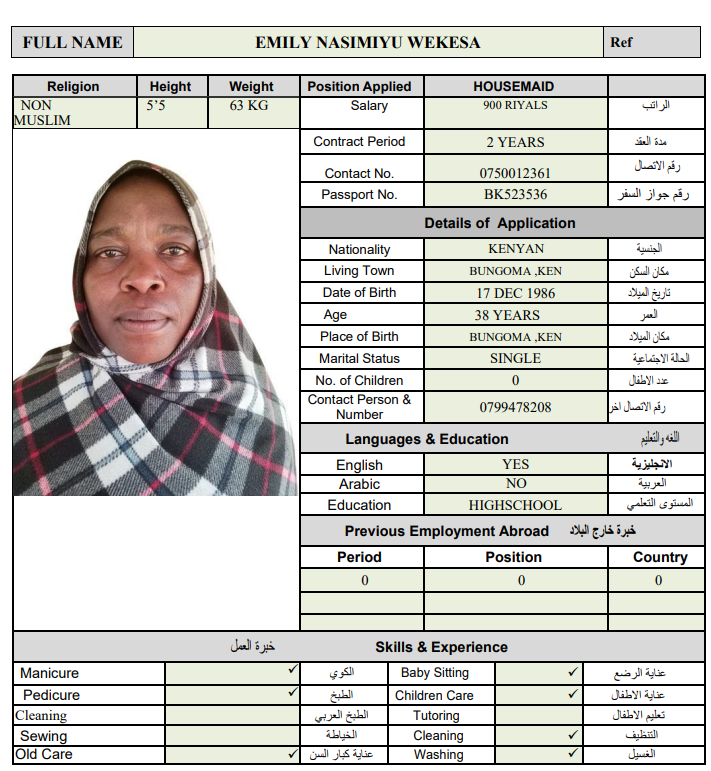 FULL NAME EMILY NASIMIYU WEKESA Ref
Religion Height Weight Position Applied HOUSEMAID
NON MUSLIM 5’5 63 KG Salary 900 RIYALS الراتب
Contract Period 2 YEARS مدة العقد
Contact No. 0750012361 رقم الاتصال
Passport No. BK523536 رقم جواز السفر
Details of Application
Nationality KENYAN الجنسية
Living Town BUNGOMA ,KEN مكان السكن
Date of Birth 17 DEC 1986 تاريخ الميلاد
Age 38 YEARS العمر
Place of Birth BUNGOMA ,KEN مكان الميلاد
Marital Status SINGLE الحالة الاجتماعية
No. of Children 0 عدد الاطفال
Contact Person & Number 0799478208 رقم الاتصال اخر
Languages & Education اللغه والتعليم
English YES الانجليزية
Arabic NO العربية
Education HIGHSCHOOL المستوى التعلمي
Previous Employment Abroad خبرة خارج البلاد
Period Position Country
0 0 0
خبرة العمل Skills & Experience
Manicure ✓ الكوي Baby Sitting ✓ عناية الرضع
Pedicure ✓ الطبخ Children Care ✓ عناية الاطفال
Cleaning الطبخ العربي Tutoring تعليم الاطفال
Sewing الخياطة Cleaning ✓ التنظيف
Old Care ✓ عناية كبار السن Washing ✓ الغسيل